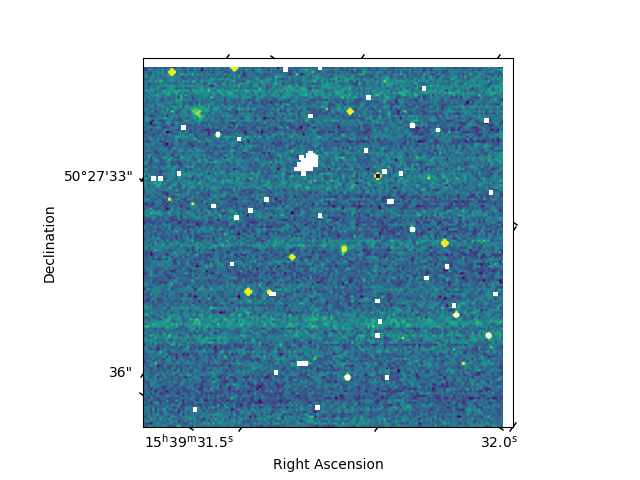 50°27'33"
Declination
36"
15ʰ39ᵐ31.5ˢ
32.0ˢ
Right Ascension